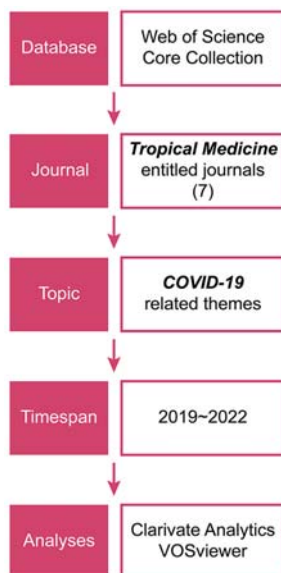 Database
Web of Science
Core Collection
Journal
Tropical Medicine
entitled journals
(7)
Topic
COVID-19
related themes
Timespan
2019~2022
Analyses
Clarivate Analytics
VOSviewer